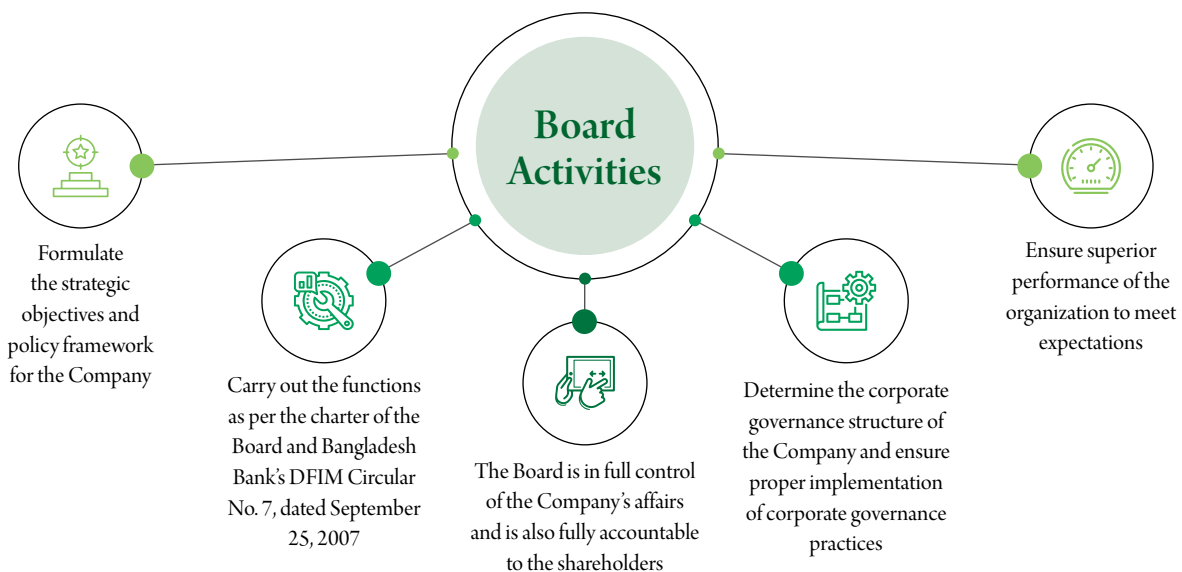 Board
Activities
Formulate
the strategic
objectives and
policy framework
for the Company
Carry out the functions
as per the charter of the
Board and Bangladesh
Bank’s DFIM Circular
No. 7, dated September
25, 2007
The Board is in full control
of the Company’s affairs
and is also fully accountable
to the shareholders
Determine the corporate
governance structure of
the Company and ensure
proper implementation
of corporate governance
practices
Ensure superior
performance of the
organization to meet
expectations